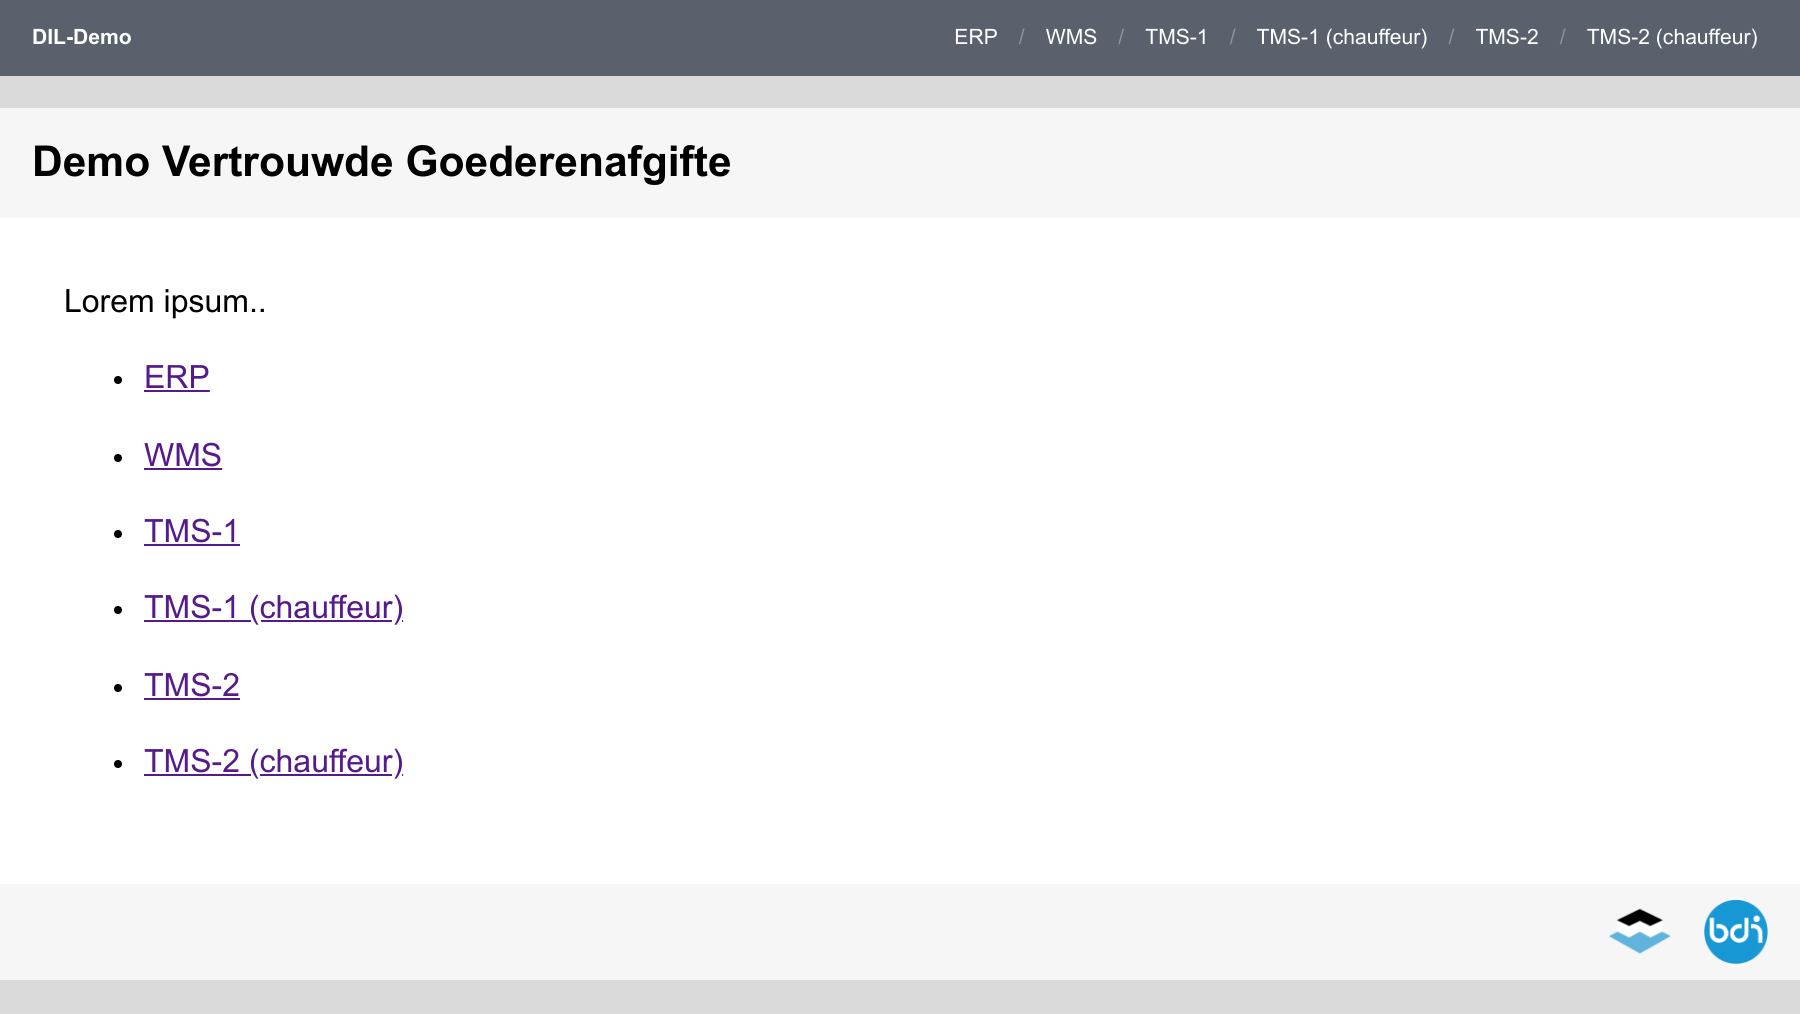 DIL-Demo
ERP / WMS / TMS-1 / TMS-1 (chauffeur) / TMS-2 / TMS-2 (chauffeur)
Demo Vertrouwde Goederenafgifte
Lorem ipsum..
ERP
WMS
TMS-1
TMS-1 (chauffeur)
TMS-2
TMS-2 (chauffeur)
bdi